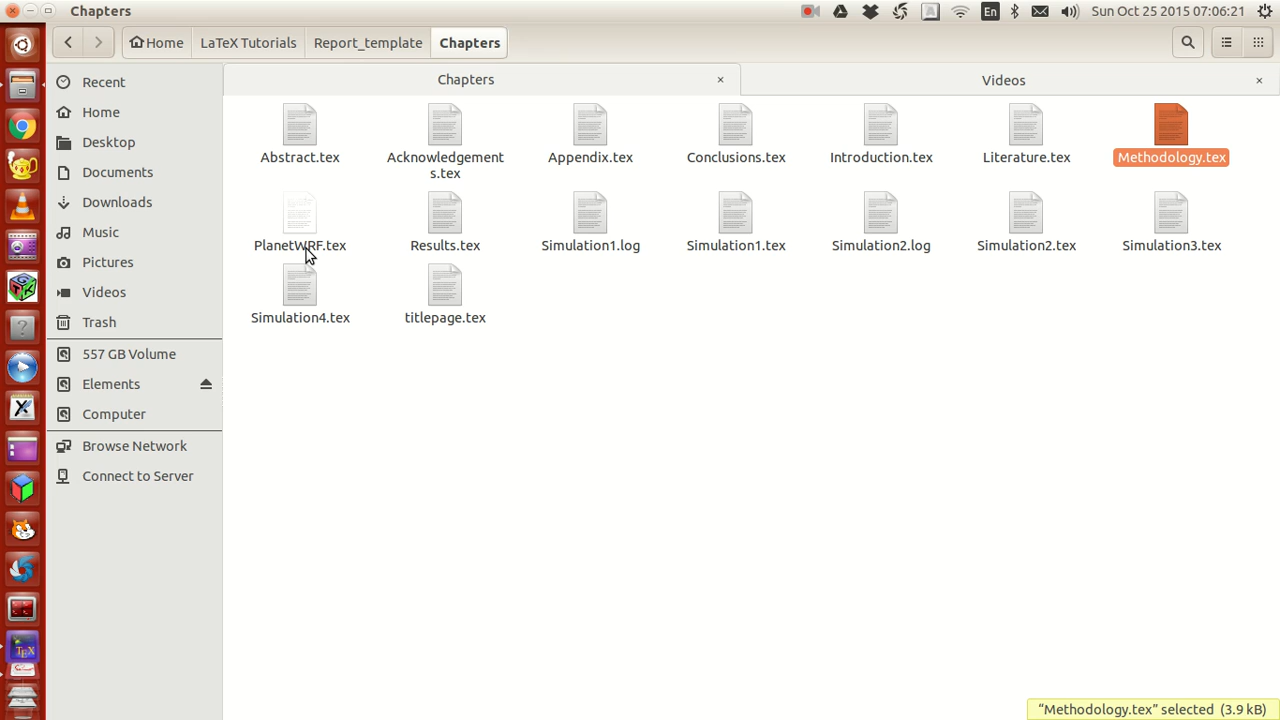 Chapters
En
Sun Oct 25 2015 07:06:21
Home
LaTeX Tutorials
Report_template
Chapters
Recent
Home
Desktop
Documents
Downloads
Music
Pictures
Videos
Trash
557 GB Volume
Elements
Computer
Browse Network
Connect to Server
Chapters
Videos
Abstract.tex
Acknowledgement
s.tex
Appendix.tex
Conclusions.tex
Introduction.tex
Literature.tex
Methodology.tex
PlanetWRF.tex
Results.tex
Simulation1.log
Simulation1.tex
Simulation2.log
Simulation2.tex
Simulation3.tex
Simulation4.tex
titlepage.tex
“Methodology.tex” selected (3.9 kB)